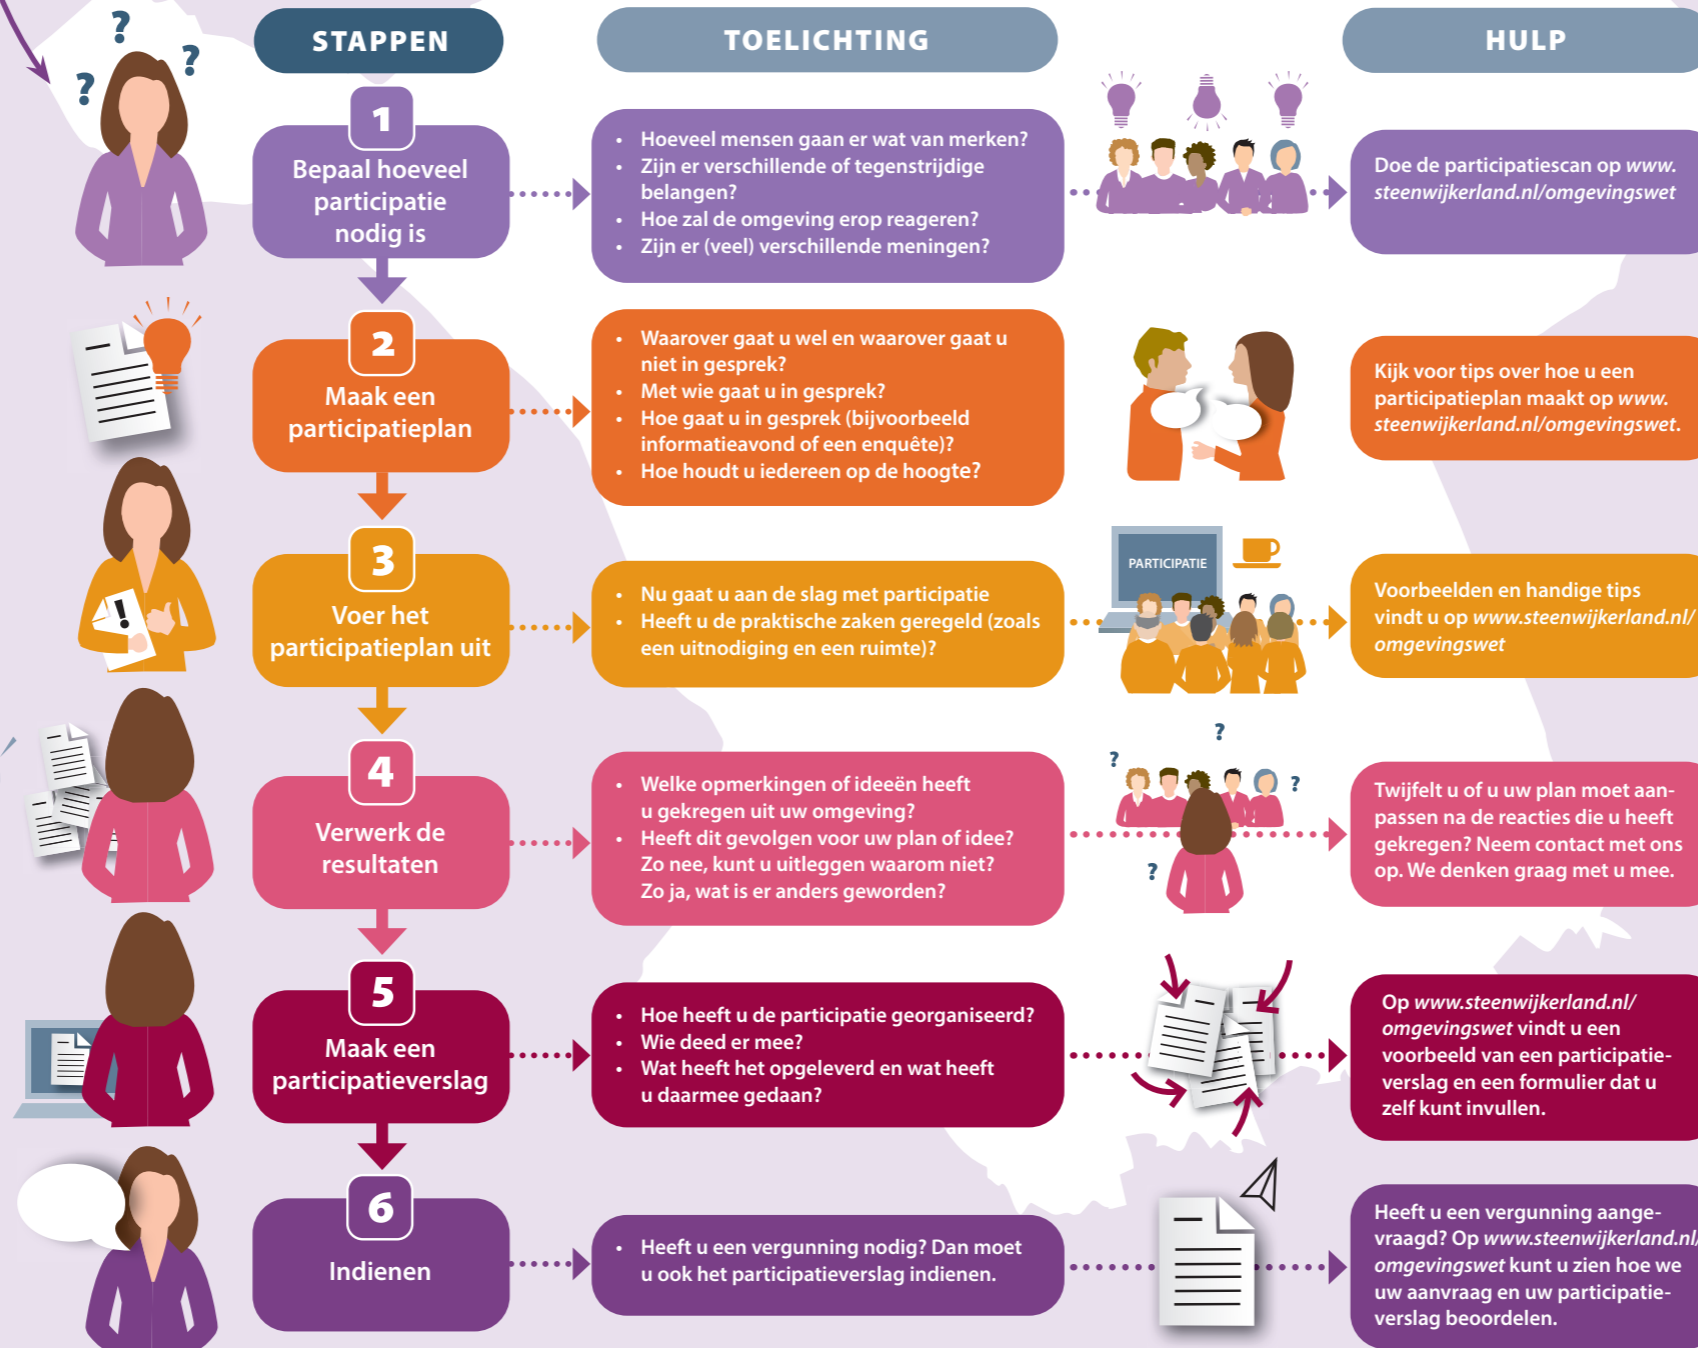 STAPPEN
TOELICHTING
HULP
1
Bepaal hoeveel
participatie
nodig is
• Hoeveel mensen gaan er wat van merken?
• Zijn er verschillende of tegenstrijdige
belangen?
• Hoe zal de omgeving erop reageren?
• Zijn er (veel) verschillende meningen?
Doe de participatiescan op www.
steenwijkerland.nl/omgevingswet
2
Maak een
participatieplan
• Waarover gaat u wel en waarover gaat u
niet in gesprek?
• Met wie gaat u in gesprek?
• Hoe gaat u in gesprek (bijvoorbeeld
informatieavond of een enquête)?
• Hoe houdt u iedereen op de hoogte?
Kijk voor tips over hoe u een
participatieplan maakt op www.
steenwijkerland.nl/omgevingswet.
3
Voer het
participatieplan uit
• Nu gaat u aan de slag met participatie
• Heeft u de praktische zaken geregeld (zoals
een uitnodiging en een ruimte)?
PARTICIPATIE
Voorbeelden en handige tips
vindt u op www.steenwijkerland.nl/
omgevingswet
4
Verwerk de
resultaten
• Welke opmerkingen of ideeën heeft
u gekregen uit uw omgeving?
• Heeft dit gevolgen voor uw plan of idee?
Zo nee, kunt u uitleggen waarom niet?
Zo ja, wat is er anders geworden?
Twijfelt u of u uw plan moet aan-
passen na de reacties die u heeft
gekregen? Neem contact met ons
op. We denken graag met u mee.
5
Maak een
participatieverslag
• Hoe heeft u de participatie georganiseerd?
• Wie deed er mee?
• Wat heeft het opgeleverd en wat heeft
u daarmee gedaan?
Op www.steenwijkerland.nl/
omgevingswet vindt u een
voorbeeld van een participatie-
verslag en een formulier dat u
zelf kunt invullen.
6
Indienen
• Heeft u een vergunning nodig? Dan moet
u ook het participatieverslag indienen.
Heeft u een vergunning aange-
vraagd? Op www.steenwijkerland.nl/
omgevingswet kunt u zien hoe we
uw aanvraag en uw participatie-
verslag beoordelen.